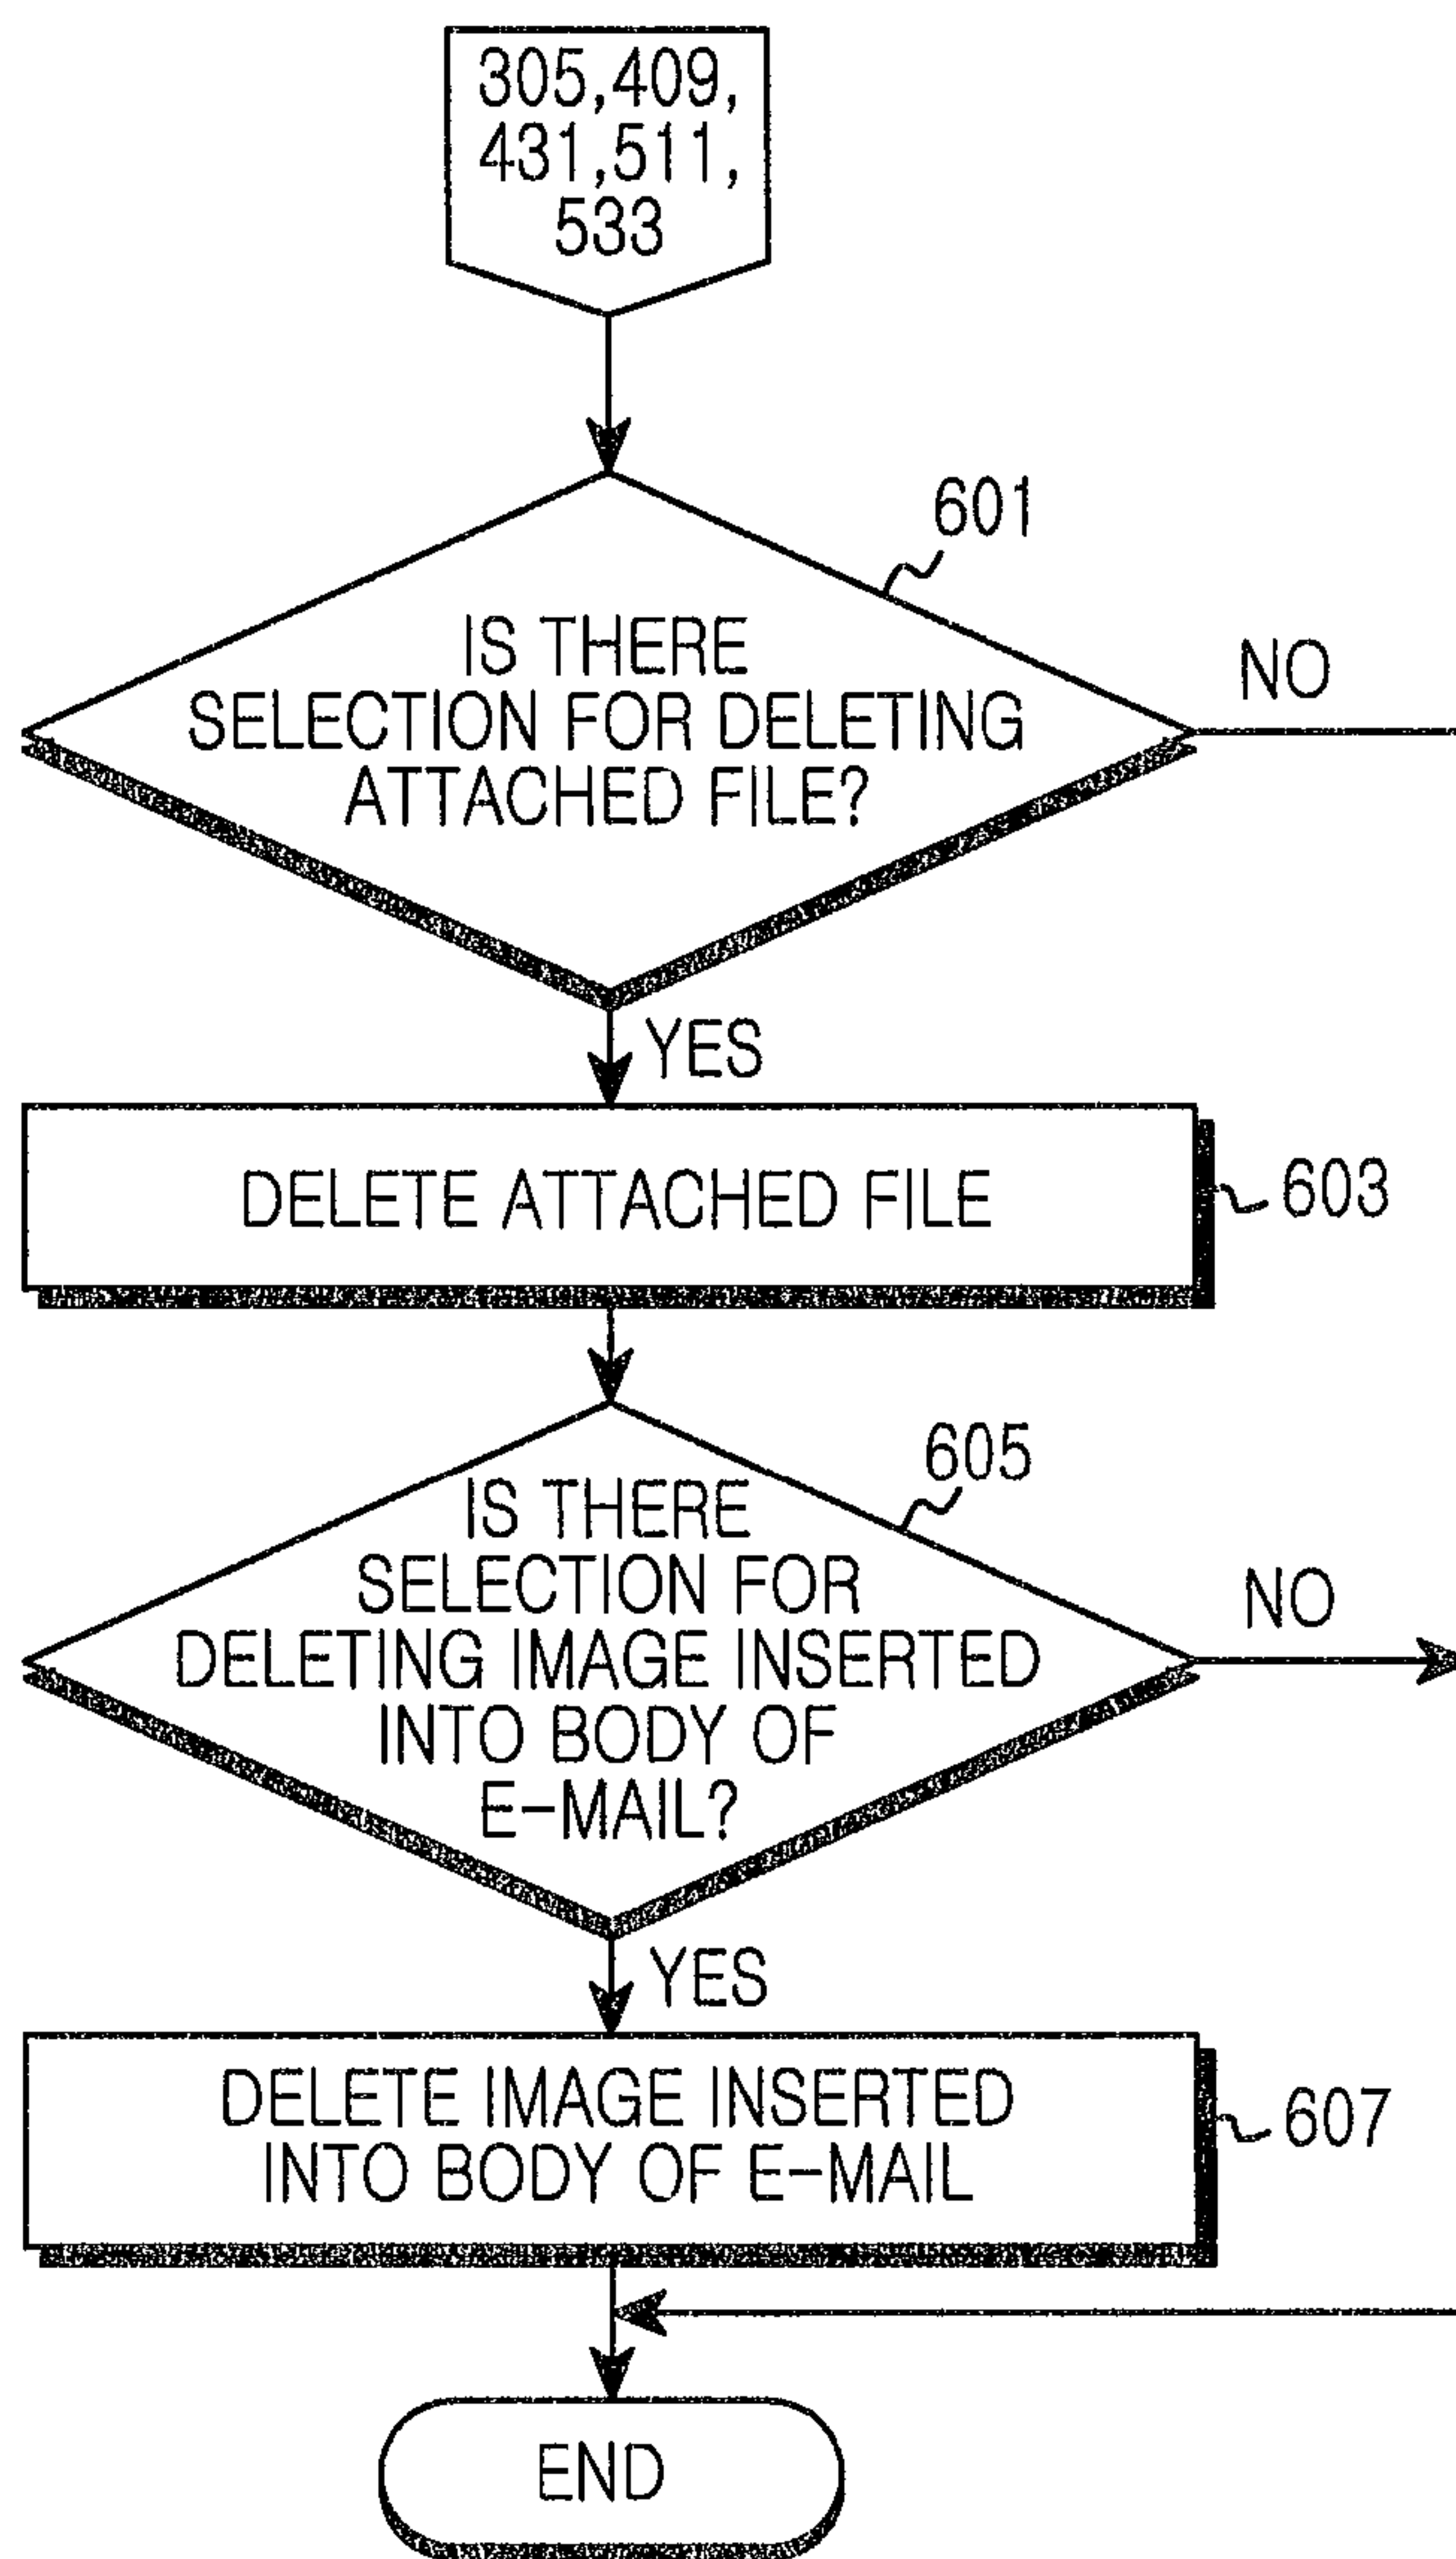 305,409,
431,511,
533
601
IS THERE
SELECTION FOR DELETING
ATTACHED FILE?
NO
YES
DELETE ATTACHED FILE
603
605
IS THERE
SELECTION FOR
DELETING IMAGE INSERTED
INTO BODY OF
E-MAIL?
NO
YES
DELETE IMAGE INSERTED
INTO BODY OF E-MAIL
607
END